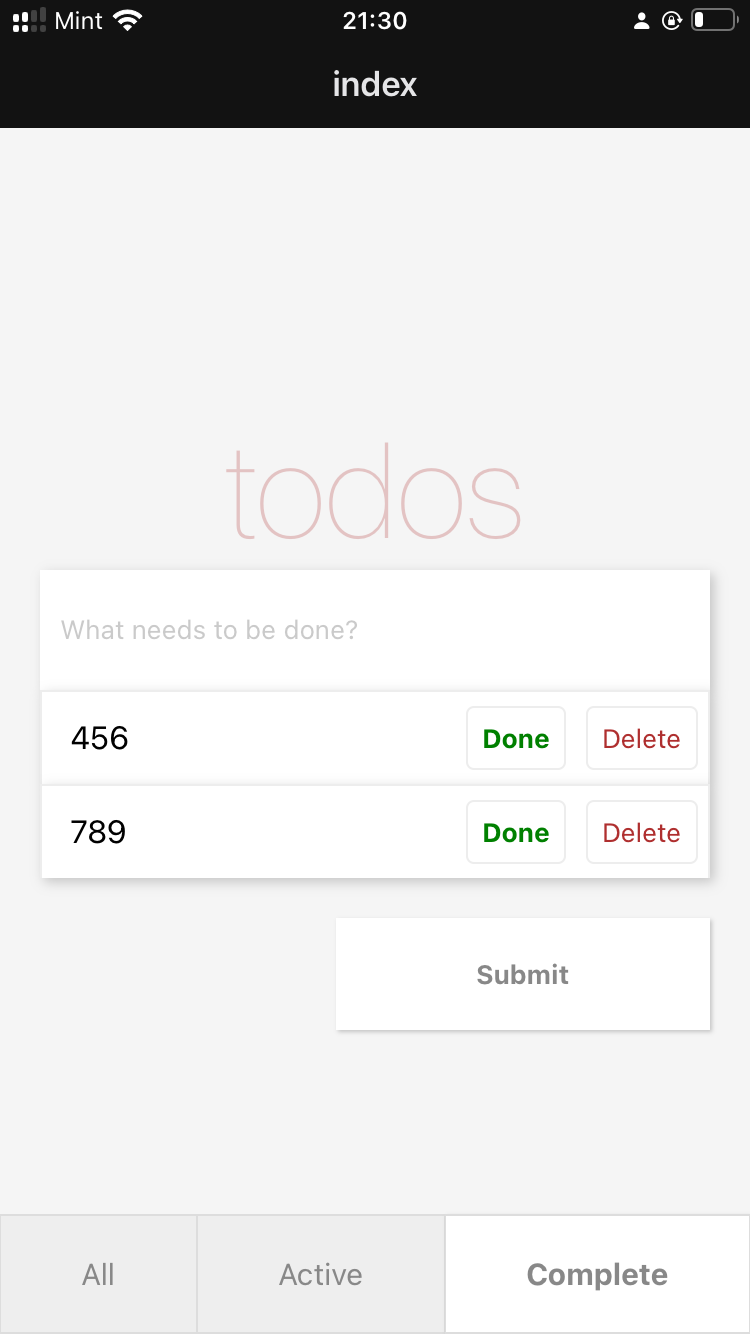 Mint 21:30
index
todos
What needs to be done?
456 Done Delete
789 Done Delete
Submit
All Active Complete